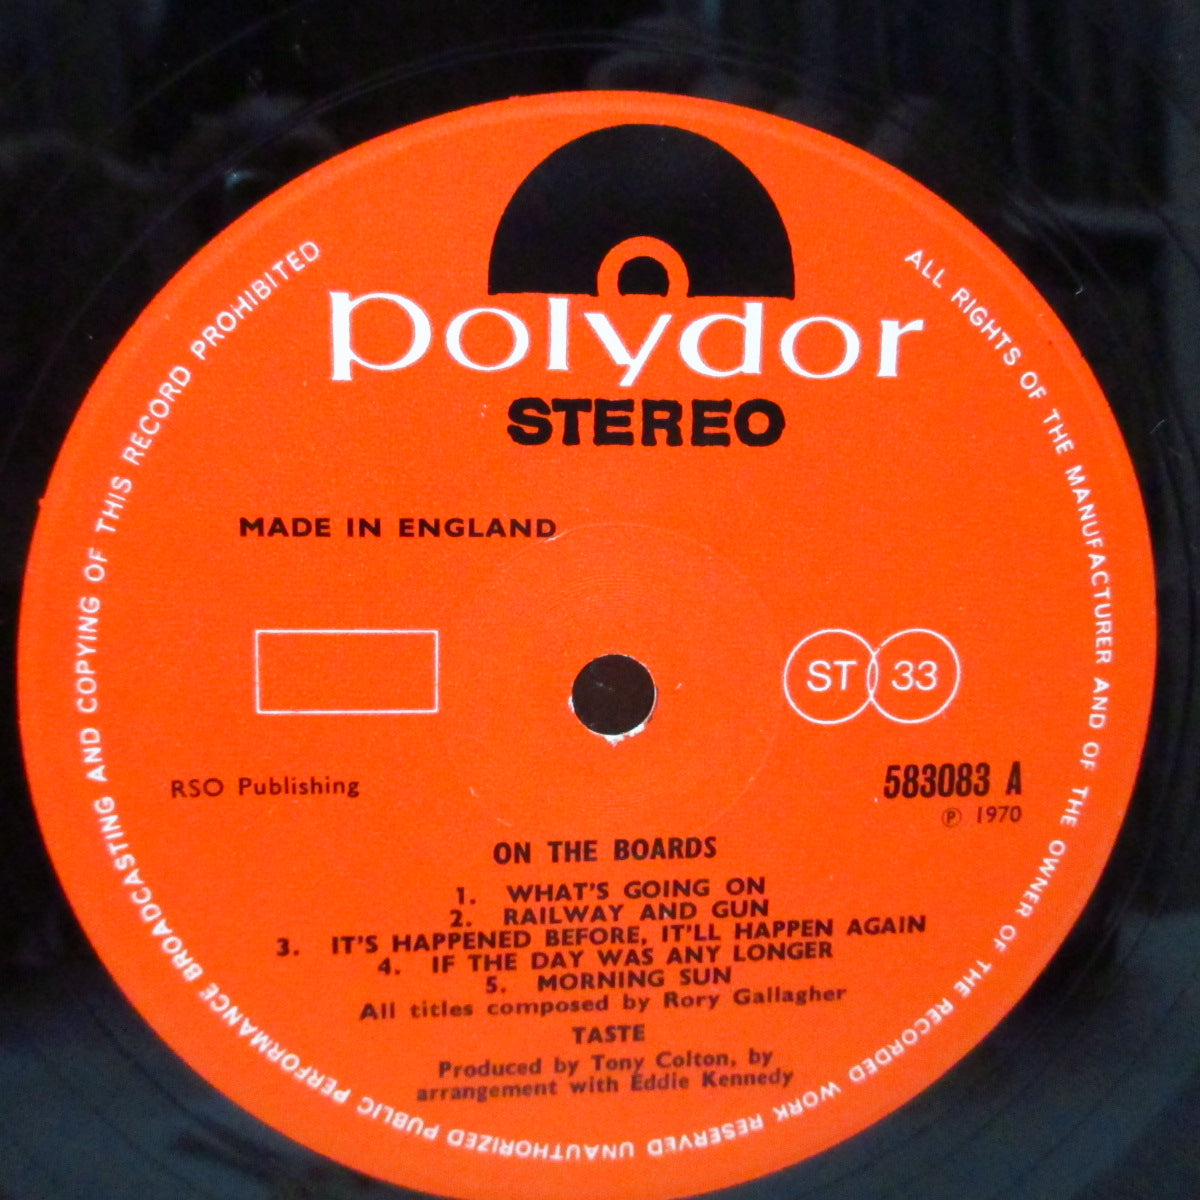 polydor
STEREO
MADE IN ENGLAND
ST 33
RSO Publishing
583083 A
℗ 1970
ON THE BOARDS
1. WHAT'S GOING ON
2. RAILWAY AND GUN
3. IT'S HAPPENED BEFORE, IT'LL HAPPEN AGAIN
4. IF THE DAY WAS ANY LONGER
5. MORNING SUN
All titles composed by Rory Gallagher
TASTE
Produced by Tony Colton, by
arrangement with Eddie Kennedy
ALL RIGHTS OF THE MANUFACTURER AND OF THE OWNER OF THE RECORDED WORK RESERVED UNAUTHORIZED PUBLIC PERFORMANCE BROADCASTING AND COPYING OF THIS RECORD PROHIBITED